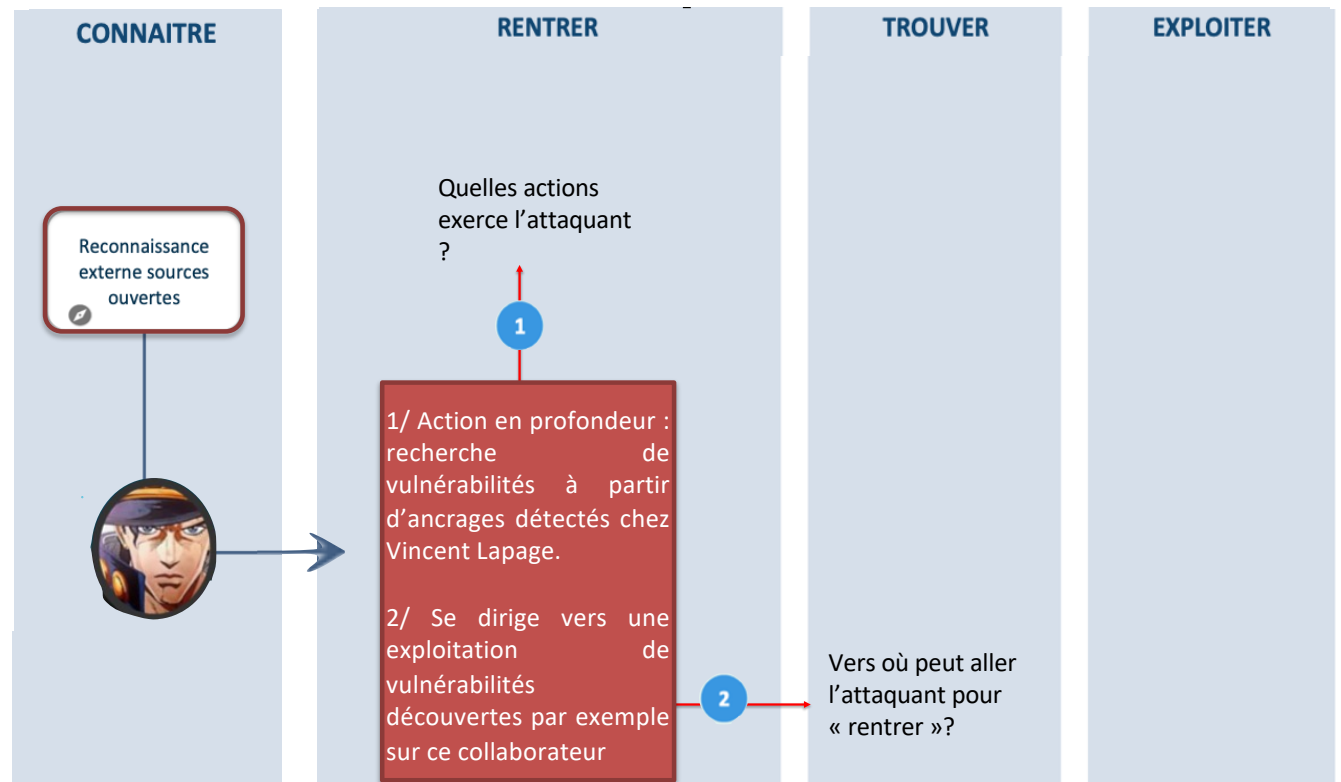 CONNAITRE
RENTRER
TROUVER
EXPLOITER
Reconnaissance
externe sources
ouvertes
Quelles actions
exerce l’attaquant
?
1
1/ Action en profondeur :
recherche de
vulnérabilités à partir
d’ancrages détectés chez
Vincent Lapage.
2/ Se dirige vers une
exploitation de
vulnérabilités
découvertes par exemple
sur ce collaborateur
2
Vers où peut aller
l’attaquant pour
« rentrer »?